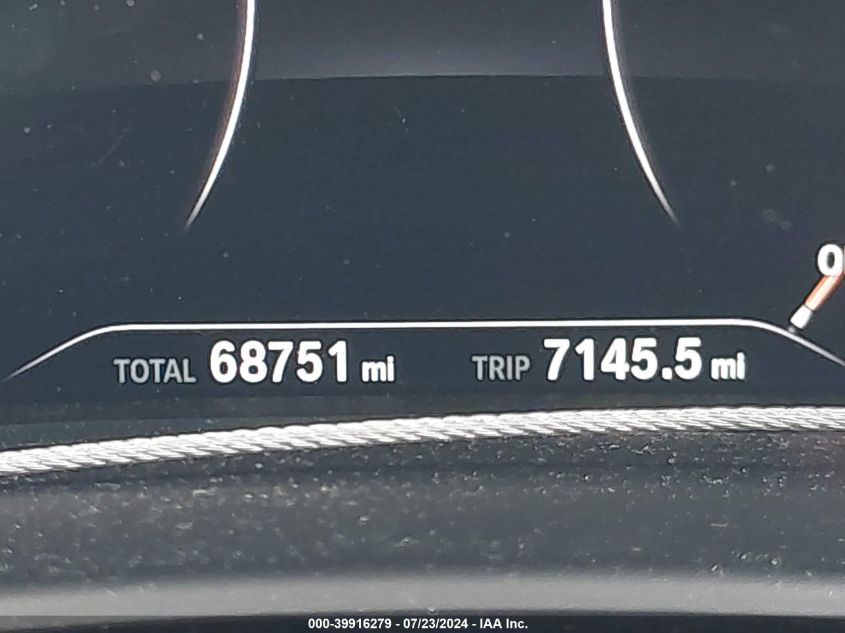 TOTAL 68751 mi TRIP 7145.5 mi
000-39916279 - 07/23/2024 - IAA Inc.